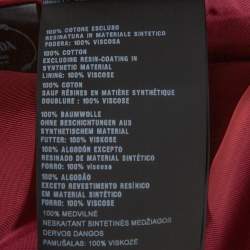 100% COTONE ESCLUSO
RESINATURA IN MATERIALE SINTETICO
FODERA: 100% VISCOSA
100% COTTON
EXCLUDING RESIN-COATING IN
SYNTHETIC MATERIAL
LINING: 100% VISCOSE
100% COTON
SAUF RÉSINES EN MATIÈRE SYNTHÉTIQUE
DOUBLURE : 100% VISCOSE
100% BAUMWOLLE
OHNE BESCHICHTUNGEN AUS
SYNTHETISCHEM MATERIAL
FUTTER: 100% VISCOSE
100% ALGODÓN EXCEPTO
RESINADO DE MATERIAL SINTÉTICO
FORRO: 100% VISCOSA
100% ALGODÃO
EXCETO REVESTIMENTO RESÍNICO
EM MATERIAL SINTÉTICO
FORRO: 100% VISCOSE
100% MEDVILNĖ
NESKAITANT SINTETINĖS MEDŽIAGOS
DERVOS DANGOS
PAMUŠALAS: 100% VISKOZĖ